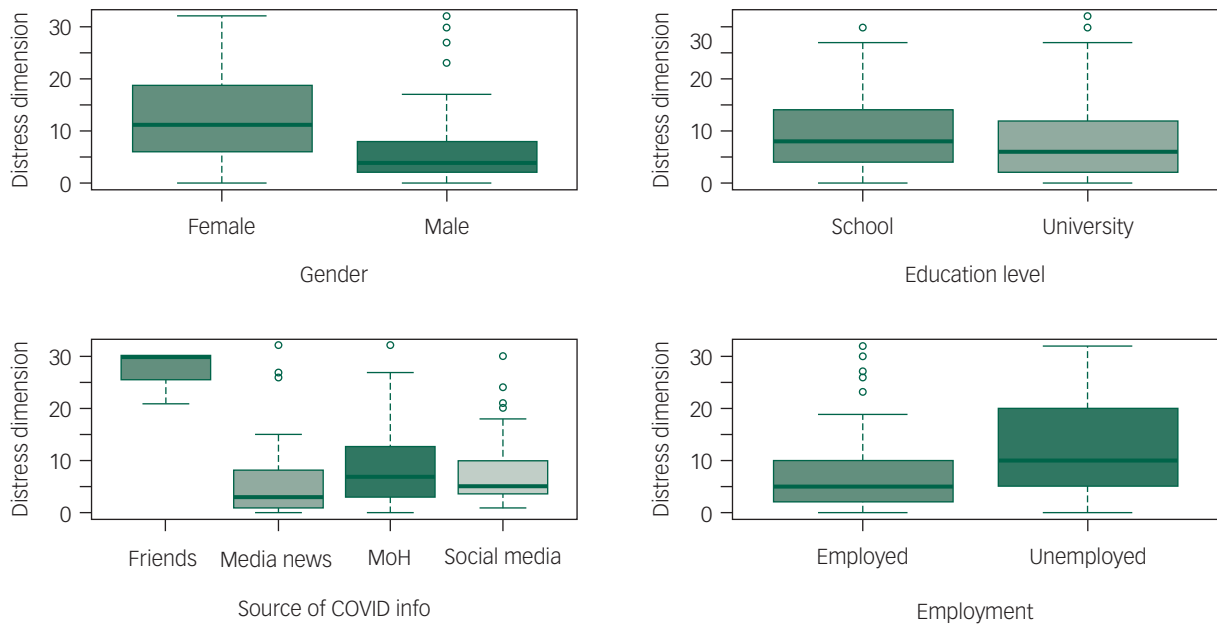 Distress dimension
30
20
10
0
Female Male
Gender
Distress dimension
30
20
10
0
School University
Education level
Distress dimension
30
20
10
0
Friends Media news MoH Social media
Source of COVID info
Distress dimension
30
20
10
0
Employed Unemployed
Employment